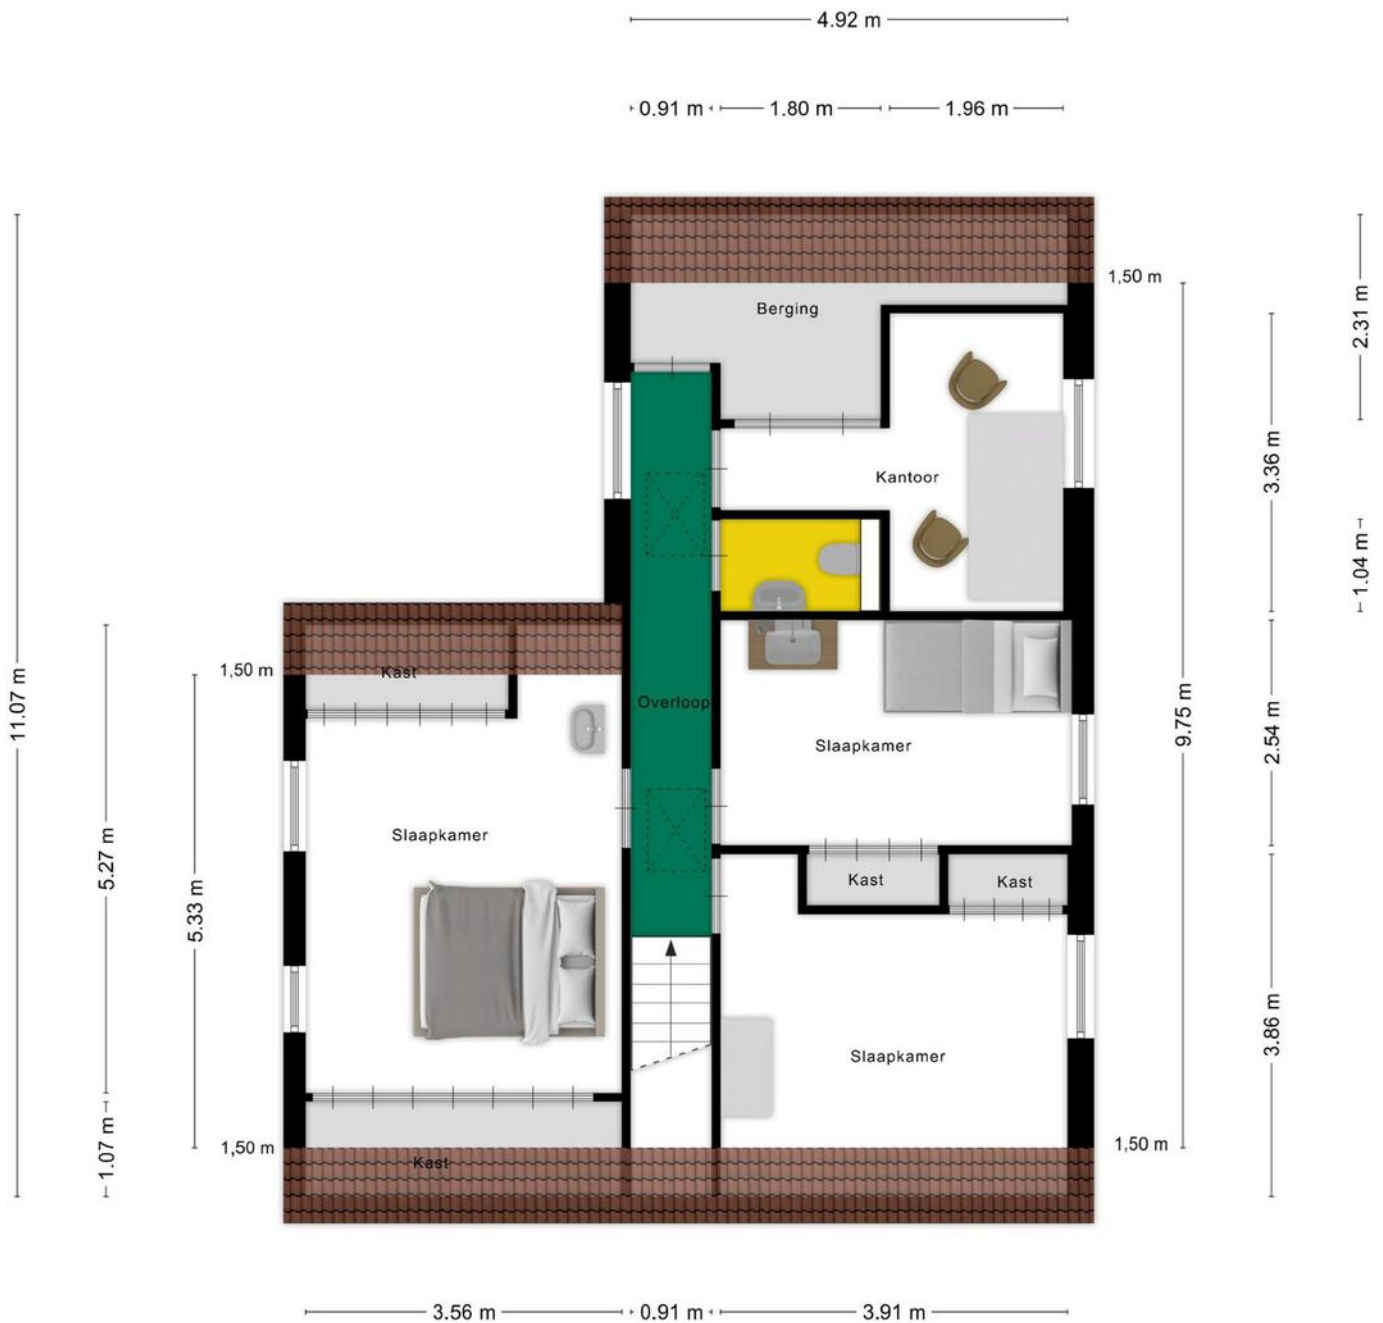 4.92 m
0.91 m
1.80 m
1.96 m
1,50 m
Berging
2.31 m
3.36 m
Kantoor
1.04 m
1,50 m
Kast
11.07 m
Overloop
9.75 m
2.54 m
Slaapkamer
Slaapkamer
5.27 m
5.33 m
Kast
Kast
3.86 m
Slaapkamer
1.07 m
1,50 m
1,50 m
Kast
3.56 m
0.91 m
3.91 m